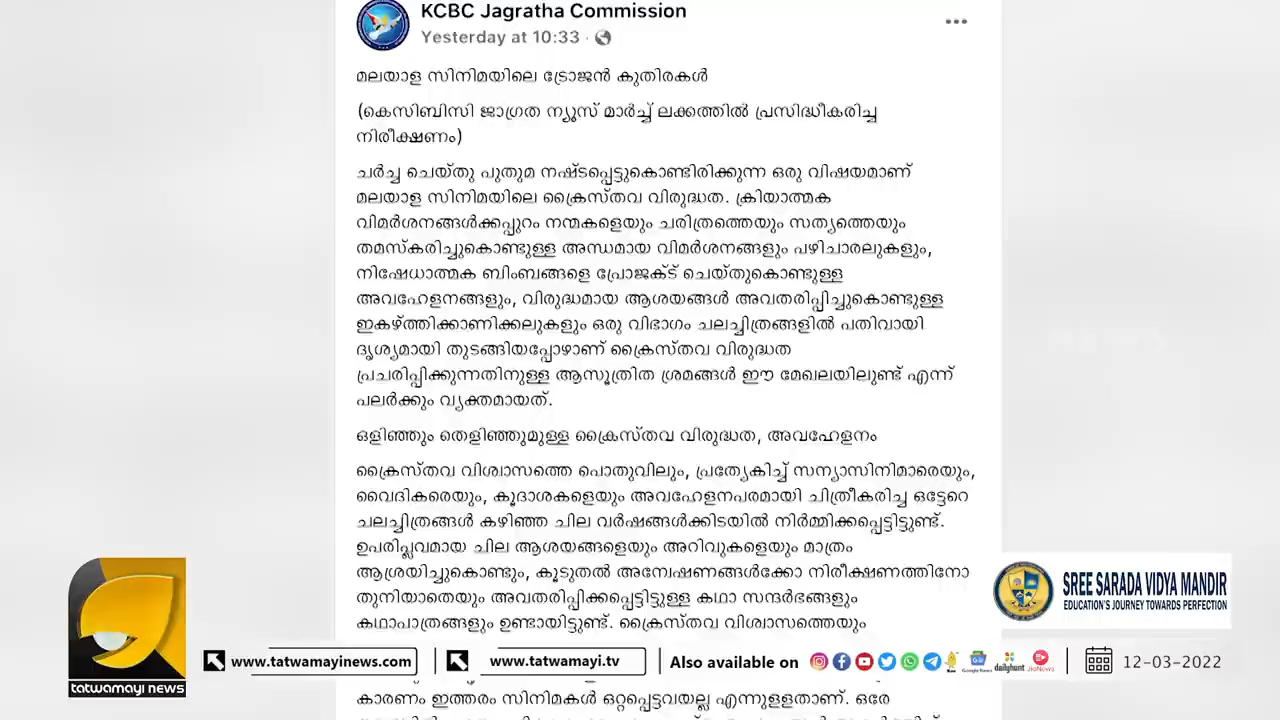 KCBC Jagratha Commission
Yesterday at 10:33 ·
മലയാള സിനിമയിലെ ട്രോജൻ കുതിരകൾ
(കെസിബിസി ജാഗ്രത ന്യൂസ് മാർച്ച് ലക്കത്തിൽ പ്രസിദ്ധീകരിച്ച
നിരീക്ഷണം)
ചർച്ച ചെയ്തു പുതുമ നഷ്ടപ്പെട്ടുകൊണ്ടിരിക്കുന്ന ഒരു വിഷയമാണ്
മലയാള സിനിമയിലെ ക്രൈസ്തവ വിരുദ്ധത. ക്രിയാത്മക
വിമർശനങ്ങൾക്കപ്പുറം നന്മകളെയും ചരിത്രത്തെയും സത്യത്തെയും
തമസ്കരിച്ചുകൊണ്ടുള്ള അന്ധമായ വിമർശനങ്ങളും പഴിചാരലുകളും,
നിഷേധാത്മക ബിംബങ്ങളെ പ്രോജക്ട് ചെയ്തുകൊണ്ടുള്ള
അവഹേളനങ്ങളും, വിരുദ്ധമായ ആശയങ്ങൾ അവതരിപ്പിച്ചുകൊണ്ടുള്ള
ഇകഴ്ത്തിക്കാണിക്കലുകളും ഒരു വിഭാഗം ചലച്ചിത്രങ്ങളിൽ പതിവായി
ദൃശ്യമായി തുടങ്ങിയപ്പോഴാണ് ക്രൈസ്തവ വിരുദ്ധത
പ്രചരിപ്പിക്കുന്നതിനുള്ള ആസൂത്രിത ശ്രമങ്ങൾ ഈ മേഖലയിലുണ്ട് എന്ന്
പലർക്കും വ്യക്തമായത്.
ഒളിഞ്ഞും തെളിഞ്ഞുമുള്ള ക്രൈസ്തവ വിരുദ്ധത, അവഹേളനം
ക്രൈസ്തവ വിശ്വാസത്തെ പൊതുവിലും, പ്രത്യേകിച്ച് സന്യാസിനിമാരെയും,
വൈദികരെയും, കൂദാശകളെയും അവഹേളനപരമായി ചിത്രീകരിച്ച ഒട്ടേറെ
ചലച്ചിത്രങ്ങൾ കഴിഞ്ഞ ചില വർഷങ്ങൾക്കിടയിൽ നിർമ്മിക്കപ്പെട്ടിട്ടുണ്ട്.
ഉപരിപ്ലവമായ ചില ആശയങ്ങളെയും അറിവുകളെയും മാത്രം
ആശ്രയിച്ചുകൊണ്ടും, കൂടുതൽ അന്വേഷണങ്ങൾക്കോ നിരീക്ഷണത്തിനോ
തുനിയാതെയും അവതരിപ്പിക്കപ്പെട്ടിട്ടുള്ള കഥാ സന്ദർഭങ്ങളും
കഥാപാത്രങ്ങളും ഉണ്ടായിട്ടുണ്ട്. ക്രൈസ്തവ വിശ്വാസത്തെയും
കാരണം ഇത്തരം സിനിമകൾ ഒറ്റപ്പെട്ടവയല്ല എന്നുള്ളതാണ്. ഒരേ
SREE SARADA VIDYA MANDIR
EDUCATION'S JOURNEY TOWARDS PERFECTION
tatwamayi news
www.tatwamayinews.com
www.tatwamayi.tv
Also available on
Google News
dailyhunt
JioNews
12-03-2022